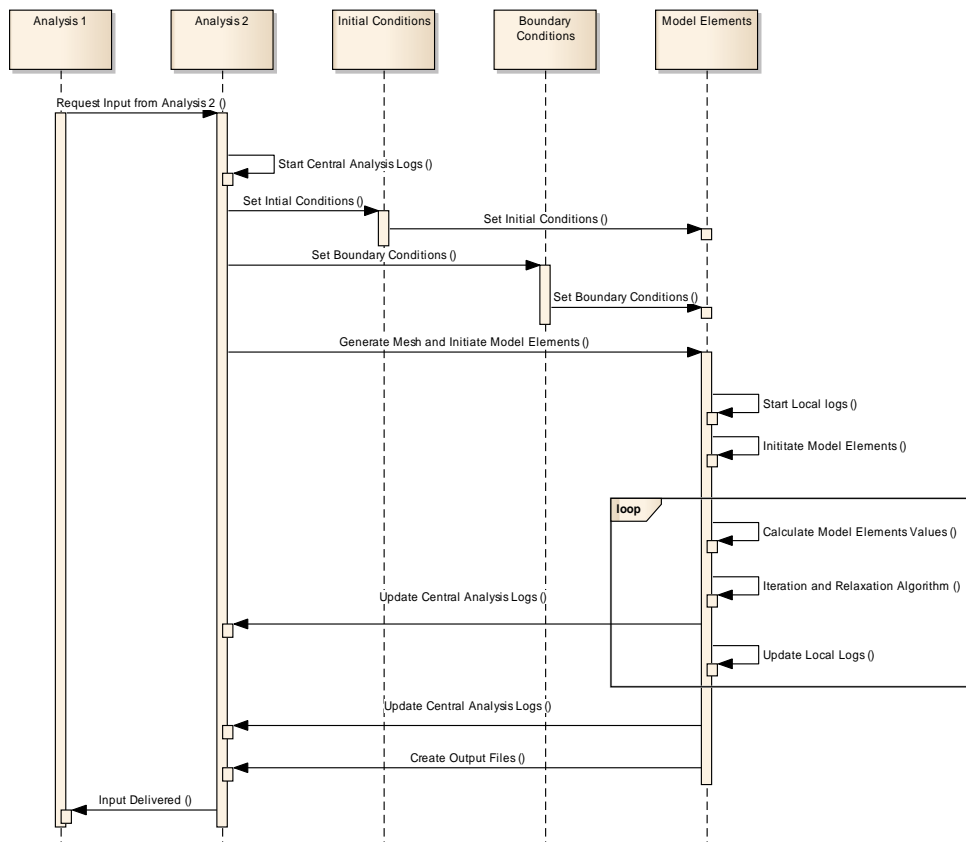 Analysis 1
Analysis 2
Initial Conditions
Boundary
Conditions
Model Elements
Request Input from Analysis 2 ()
Start Central Analysis Logs ()
Set Intial Conditions ()
Set Initial Conditions ()
Set Boundary Conditions ()
Set Boundary Conditions ()
Generate Mesh and Initiate Model Elements ()
Start Local logs ()
Inititate Model Elements ()
loop
Calculate Model Elements Values ()
Iteration and Relaxation Algorithm ()
Update Central Analysis Logs ()
Update Local Logs ()
Update Central Analysis Logs ()
Create Output Files ()
Input Delivered ()